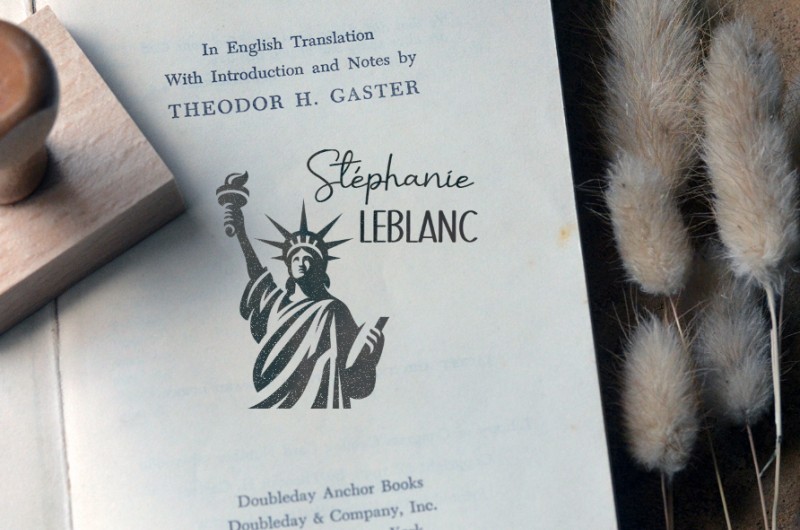 In English Translation
With Introduction and Notes by
THEODOR H. GASTER
Stéphanie
LEBLANC
Doubleday Anchor Books
Doubleday & Company, Inc.